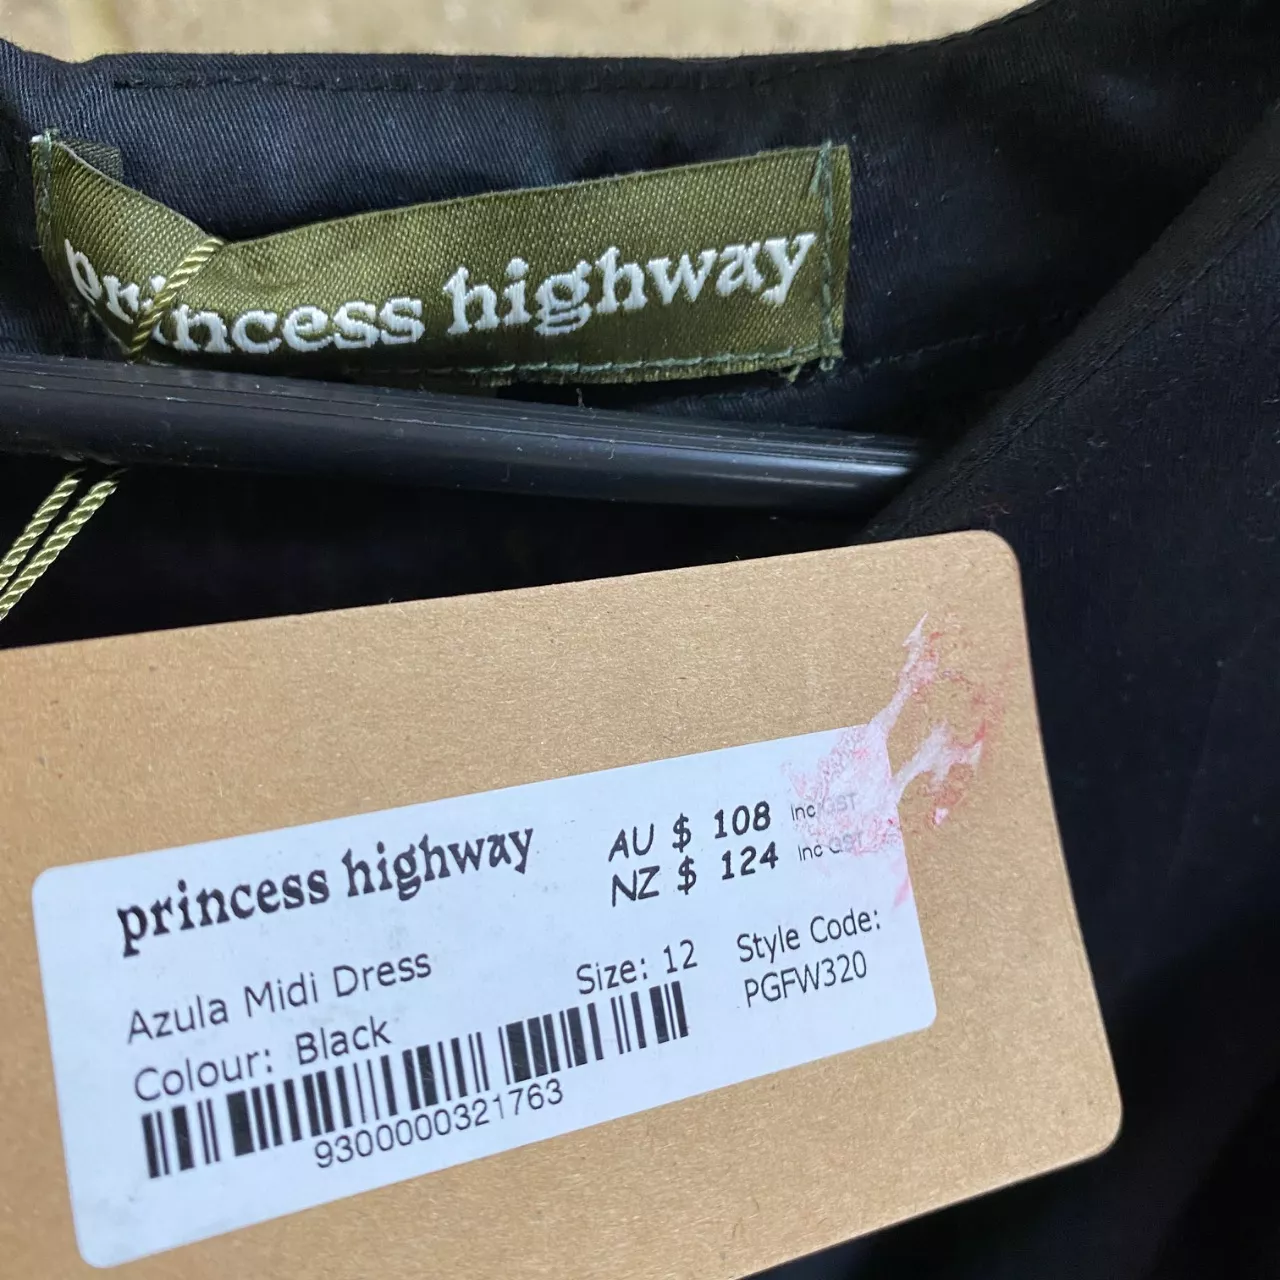 princess highway
princess highway
AU $ 108 Inc GST
NZ $ 124 Inc GST
Azula Midi Dress
Size: 12
Style Code:
PGFW320
Colour: Black
9300000321763